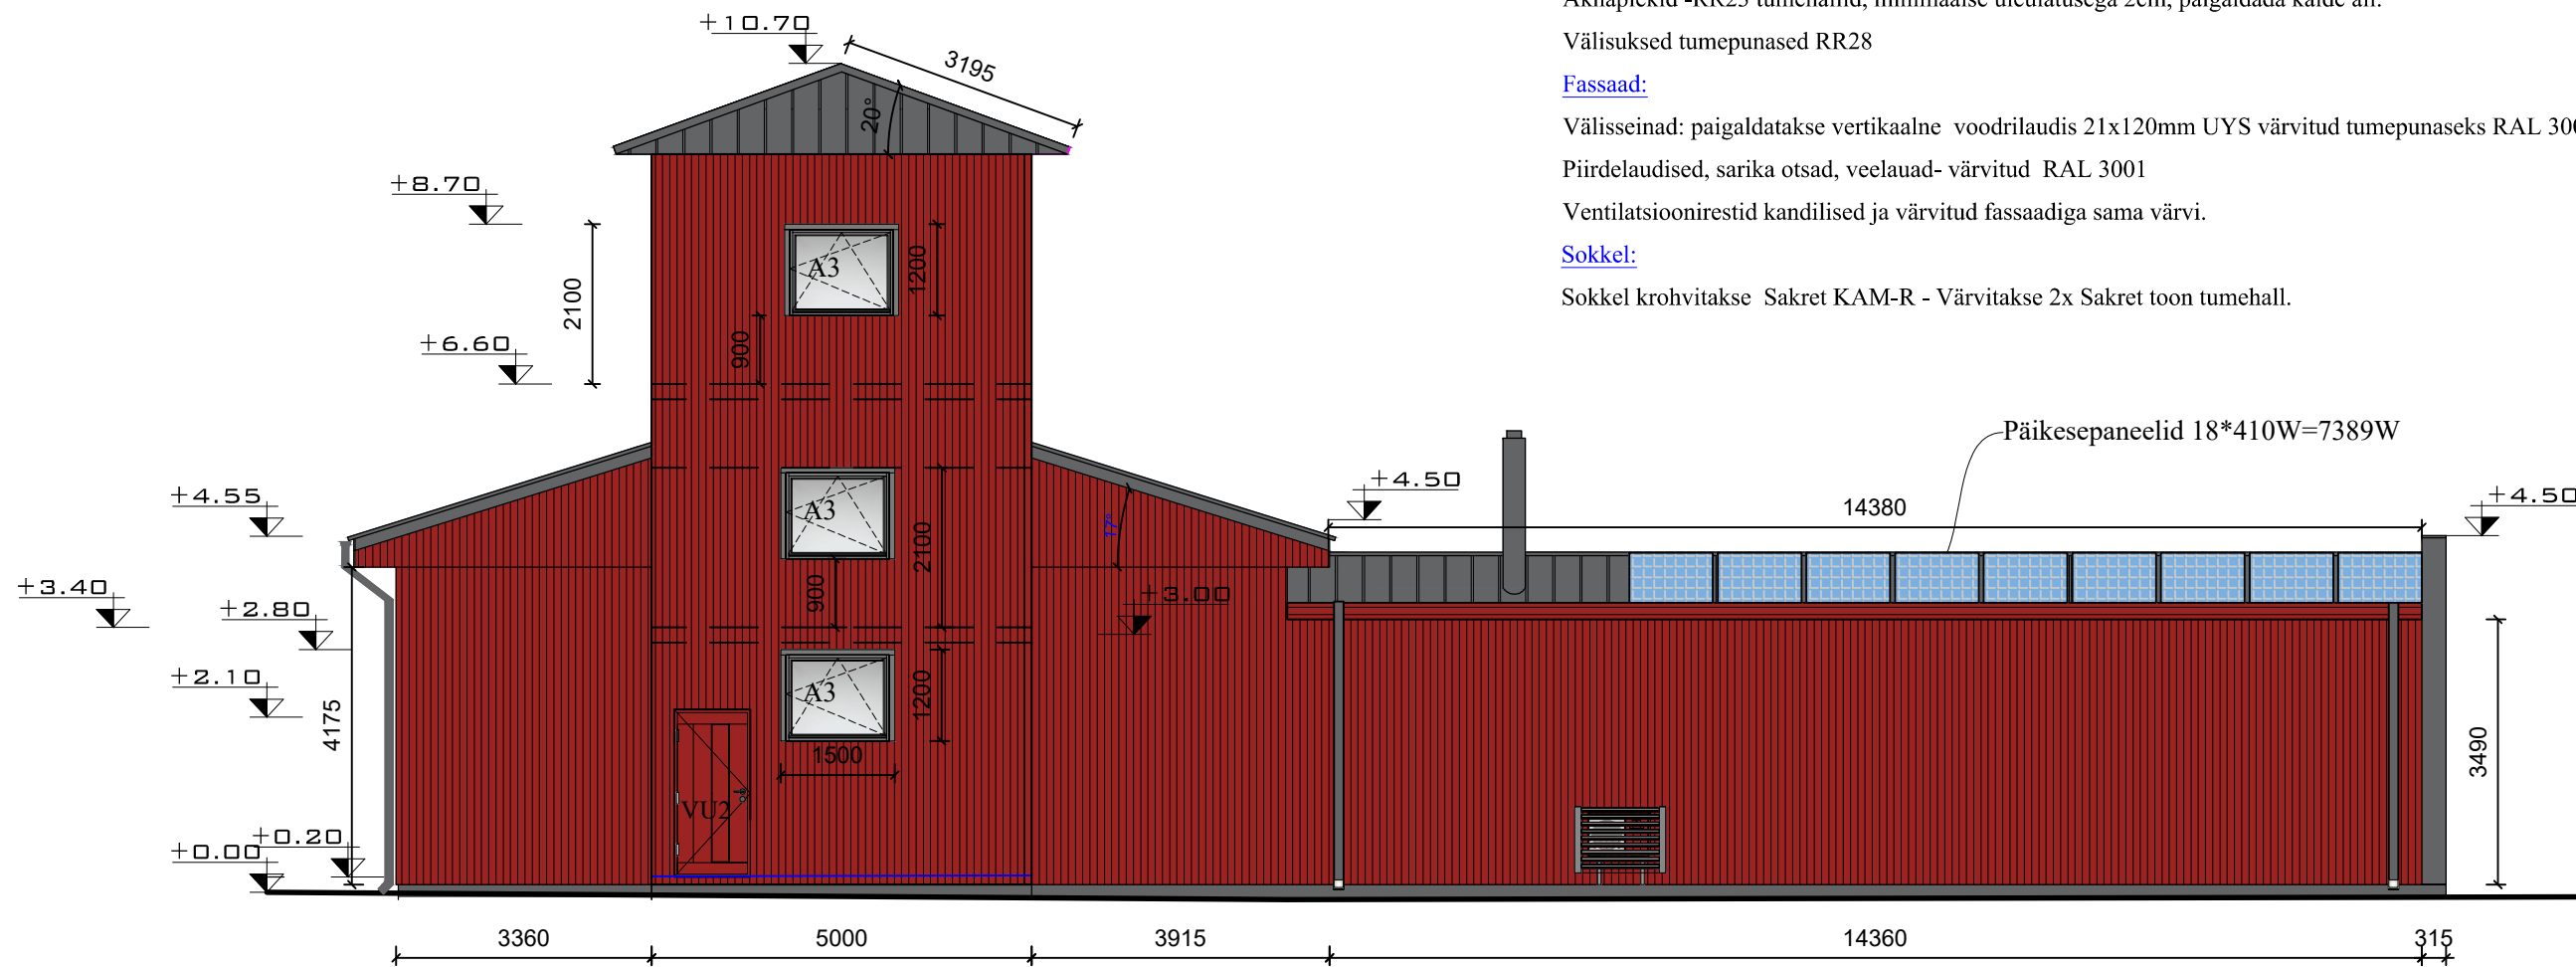 Välisuksed tumepunased RR28
Fassaad:
Välisseinad: paigaldatakse vertikaalne voodrilaudis 21x120mm UYS värvitud tumepunaseks RAL
Piirdelaudised, sarika otsad, veelauad- värvitud RAL 3001
Ventilatsioonirestid kandilised ja värvitud fassaadiga sama värvi.
Sokkel:
Sokkel krohvitakse Sakret KAM-R - Värvitakse 2x Sakret toon tumehall.
+10.70
3195
20°
+8.70
2100
A3
1200
+6.60
900
Päikesepaneelid 18*410W=7389W
+4.55
+4.50
+4.50
14380
A3
2100
17°
900
+3.40
+2.80
+3.00
+2.10
4175
A3
1200
1500
3490
VU2
+0.20
+0.00
3360
5000
3915
14360
315